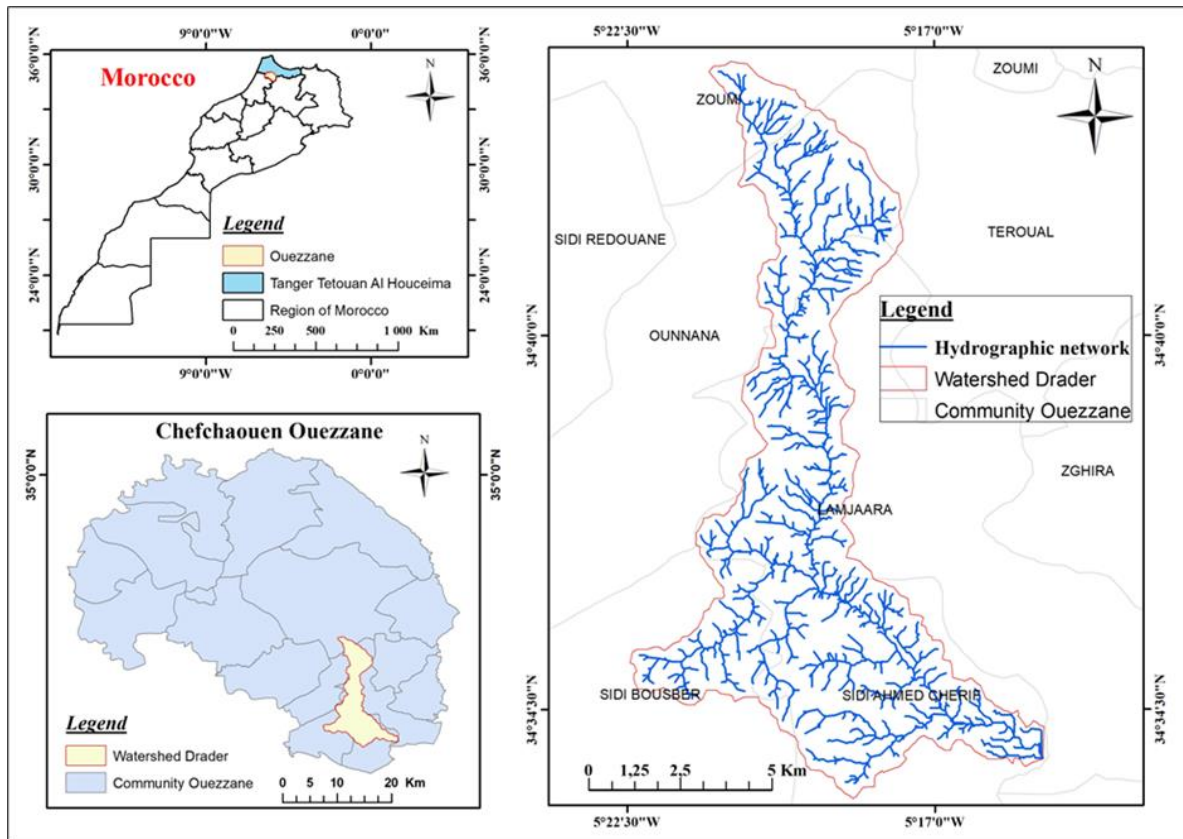 9°0'0"W 0°0'0"
36°0'0"N
36°0'0"N
Morocco
N
30°0'0"N
30°0'0"N
Legend
Ouezzane
Tanger Tetouan Al Houceima
Region of Morocco
24°0'0"N
24°0'0"N
0 250 500 1 000 Km
9°0'0"W 0°0'0"
Chefchaouen Ouezzane
N
35°0'0"N
35°0'0"N
Legend
Watershed Drader
Community Ouezzane
0 5 10 20 Km
5°22'30"W 5°17'0"W
ZOUMI
N
ZOUMI
SIDI REDOUANE
TEROUAL
Legend
Hydrographic network
Watershed Drader
Community Ouezzane
34°40'0"N
OUNNANA
34°40'0"N
ZGHIRA
LAMJAARA
SIDI BOUSBER
SIDI AHMED CHERIF
34°34'30"N
34°34'30"N
0 1,25 2,5 5 Km
5°22'30"W 5°17'0"W